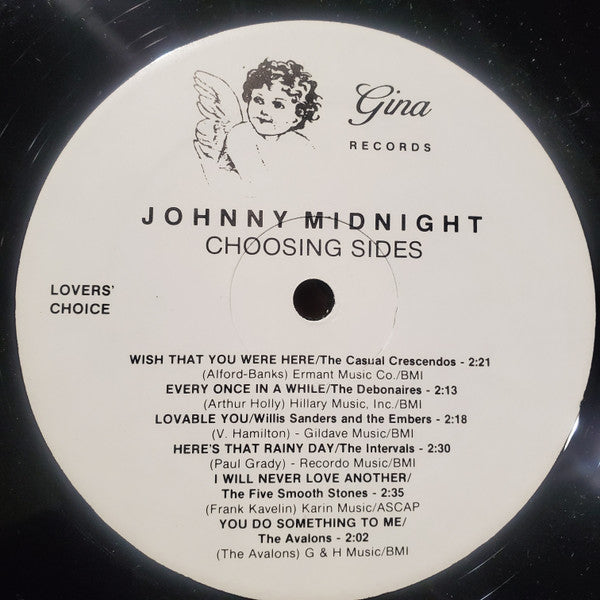 Gina
RECORDS
JOHNNY MIDNIGHT
CHOOSING SIDES
LOVERS'
CHOICE
WISH THAT YOU WERE HERE/The Casual Crescendos - 2:21
(Alford-Banks) Ermant Music Co./BMI
EVERY ONCE IN A WHILE/The Debonaires - 2:13
(Arthur Holly) Hillary Music, Inc./BMI
LOVABLE YOU/Willis Sanders and the Embers - 2:18
(V. Hamilton) - Gildave Music/BMI
HERE'S THAT RAINY DAY/The Intervals - 2:30
(Paul Grady) - Recordo Music/BMI
I WILL NEVER LOVE ANOTHER/
The Five Smooth Stones - 2:35
(Frank Kavelin) Karin Music/ASCAP
YOU DO SOMETHING TO ME/
The Avalons - 2:02
(The Avalons) G & H Music/BMI